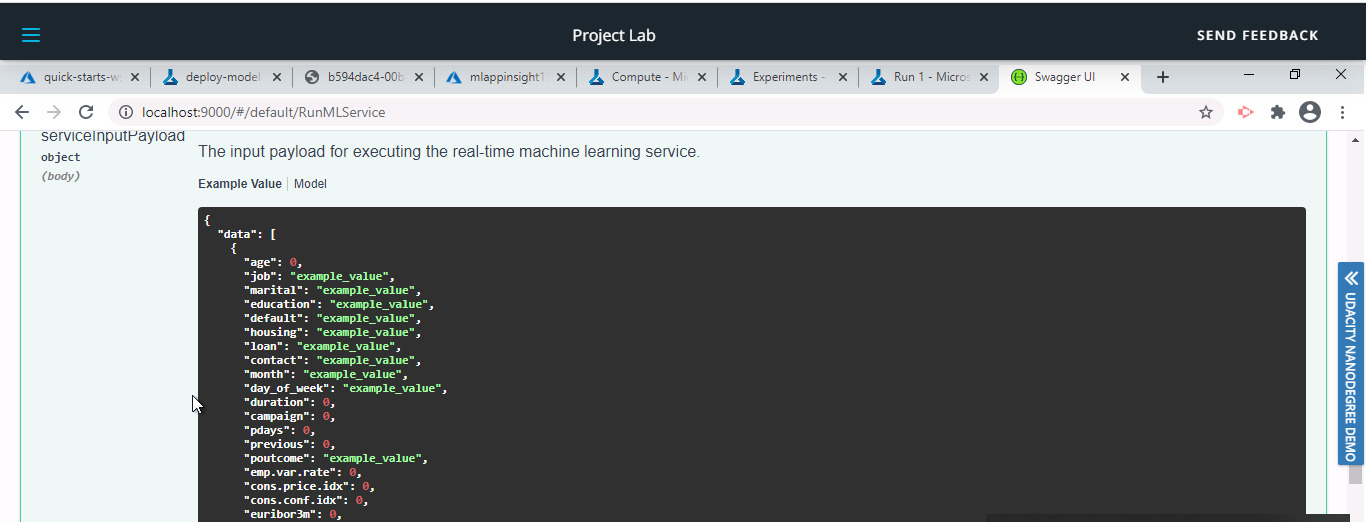 Project Lab
SEND FEEDBACK
quick-starts-w
deploy-model
b594dac4-00b
mlappinsight1
Compute - Mi
Experiments -
Run 1 - Micros
Swagger UI
localhost:9000/#/default/RunMLService
serviceInputPayload
object
(body)
The input payload for executing the real-time machine learning service.
Example Value | Model
{
"data": [
{
"age": 0,
"job": "example_value",
"marital": "example_value",
"education": "example_value",
"default": "example_value",
"housing": "example_value",
"loan": "example_value",
"contact": "example_value",
"month": "example_value",
"day_of_week": "example_value",
"duration": 0,
"campaign": 0,
"pdays": 0,
"previous": 0,
"poutcome": "example_value",
"emp.var.rate": 0,
"cons.price.idx": 0,
"cons.conf.idx": 0,
"euribor3m": 0,
UDACITY NANODEGREE DEMO